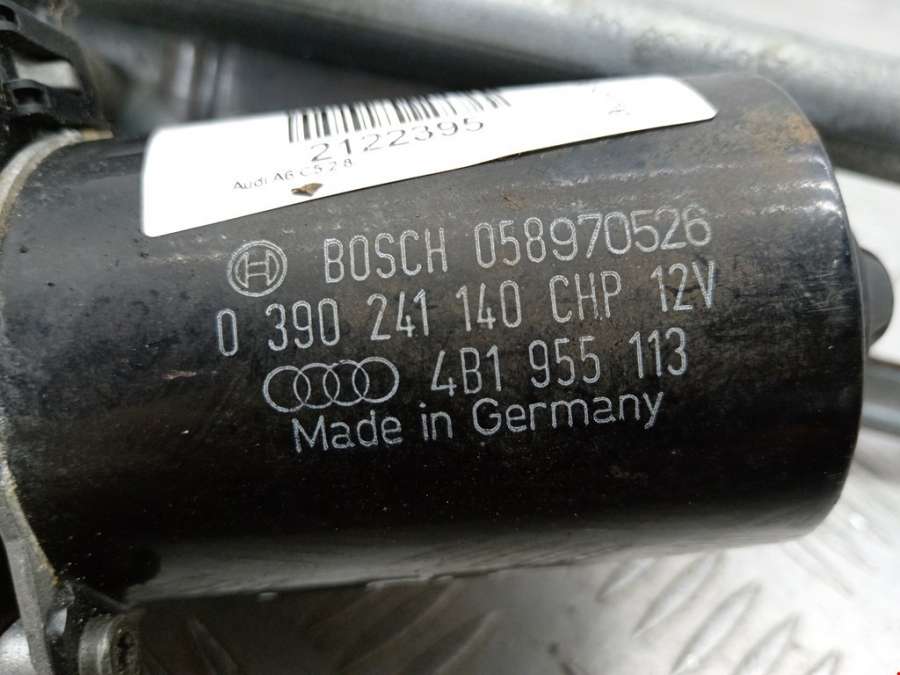 2122395
Audi A6 c5 2.8
BOSCH 058970526
0 390 241 140 CHP 12V
4B1 955 113
Made in Germany